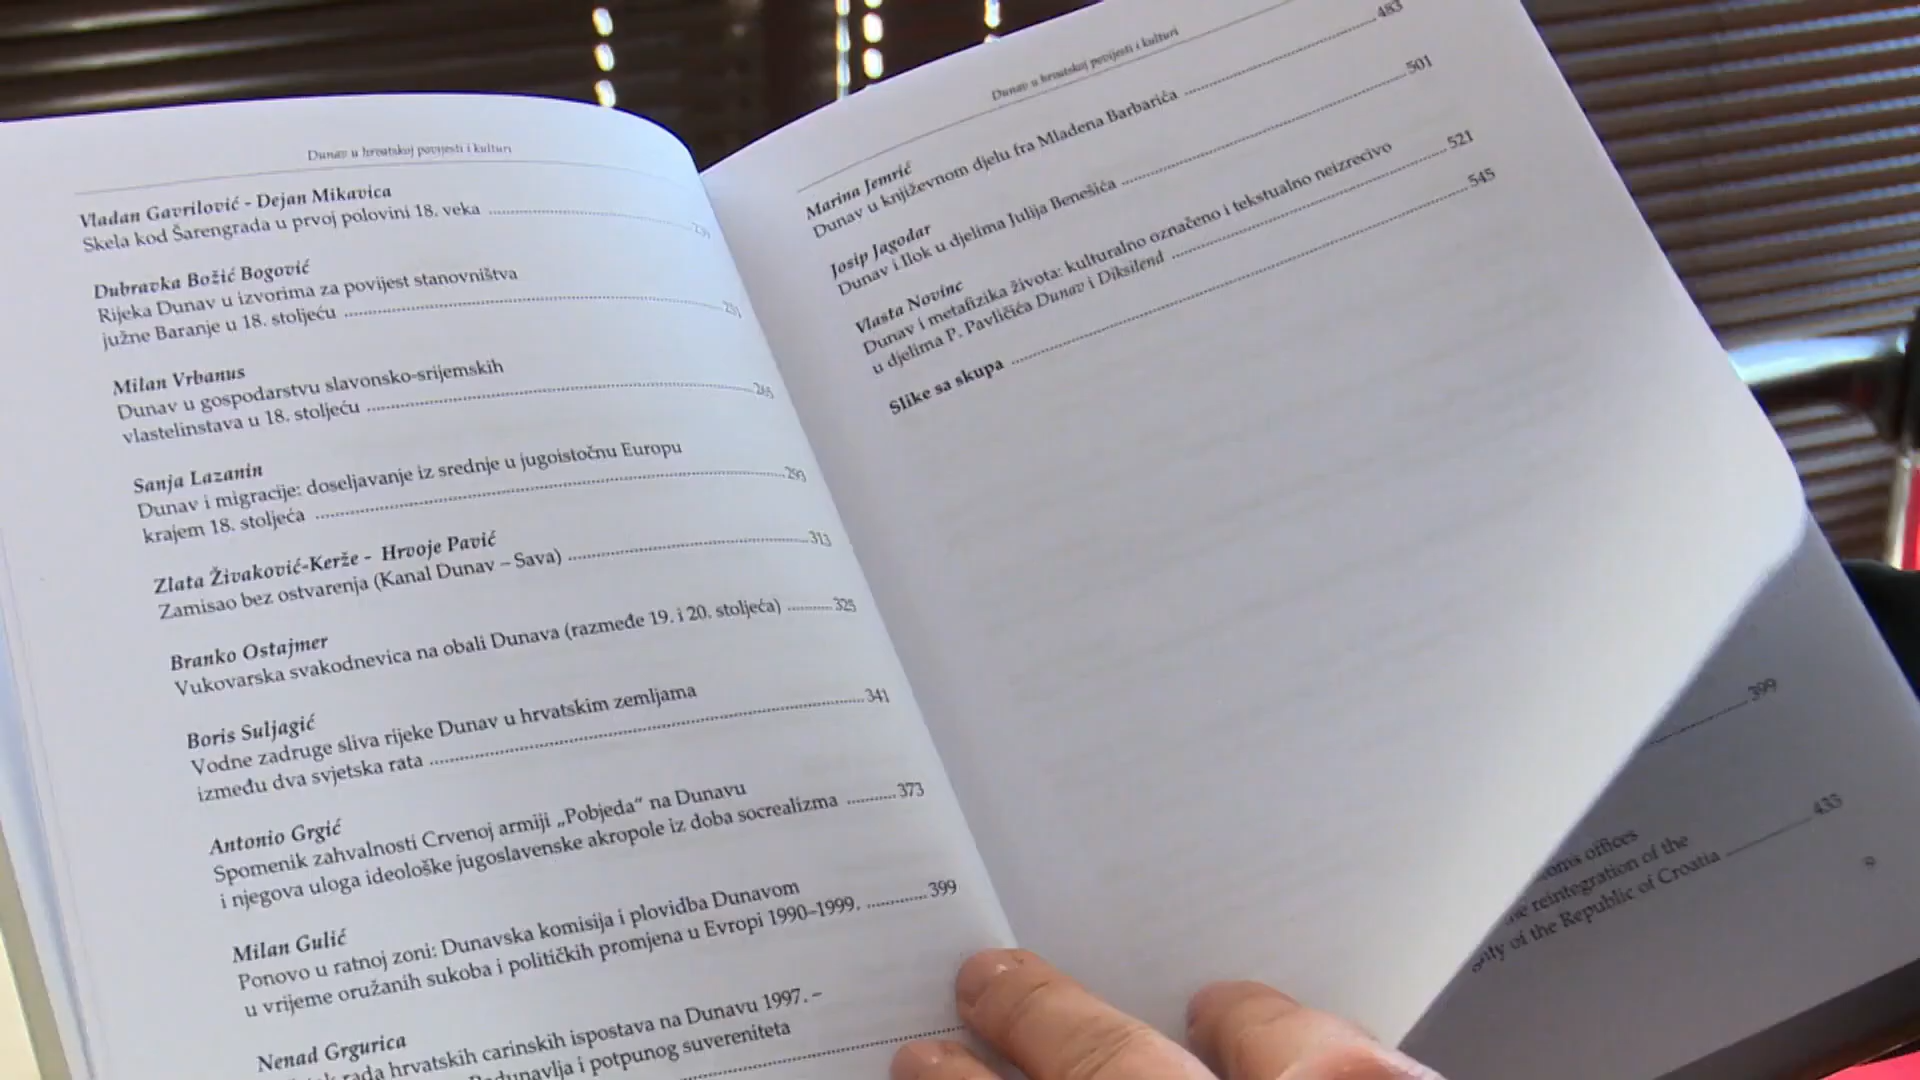 Dunav u hrvatskoj povijesti i kulturi
Vladan Gavrilović - Dejan Mikavica
Skela kod Šarengrada u prvoj polovini 18. veka
Dubravka Božić Bogović
Rijeka Dunav u izvorima za povijest stanovništva
južne Baranje u 18. stoljeću
Milan Vrbanus
Dunav u gospodarstvu slavonsko-srijemskih
vlastelinstava u 18. stoljeću 265
Sanja Lazanin
Dunav i migracije: doseljavanje iz srednje u jugoistočnu Europu
krajem 18. stoljeća 293
Zlata Živaković-Kerže - Hrvoje Pavić
Zamisao bez ostvarenja (Kanal Dunav – Sava) 313
Branko Ostajmer
Vukovarska svakodnevica na obali Dunava (razmeđe 19. i 20. stoljeća) 325
Boris Suljagić
Vodne zadruge sliva rijeke Dunav u hrvatskim zemljama
između dva svjetska rata 341
Antonio Grgić
Spomenik zahvalnosti Crvenoj armiji „Pobjeda“ na Dunavu
i njegova uloga ideološke jugoslavenske akropole iz doba socrealizma 373
Milan Gulić
Ponovo u ratnoj zoni: Dunavska komisija i plovidba Dunavom
u vrijeme oružanih sukoba i političkih promjena u Evropi 1990–1999. 399
Nenad Grgurica
rada hrvatskih carinskih ispostava na Dunavu 1997. –
i potpunog suvereniteta
Dunav u hrvatskoj povijesti i kulturi
Marina Jemrić
Dunav u književnom djelu fra Mladena Barbarića 483
Josip Jagodar
Dunav i Ilok u djelima Julija Benešića 501
Vlasta Novinc
Dunav i metafizika života: kulturalno označeno i tekstualno neizrecivo
u djelima P. Pavličića Dunav i Diksilend 521
Slike sa skupa 545
399
offices
reintegration of the
of the Republic of Croatia 433
9